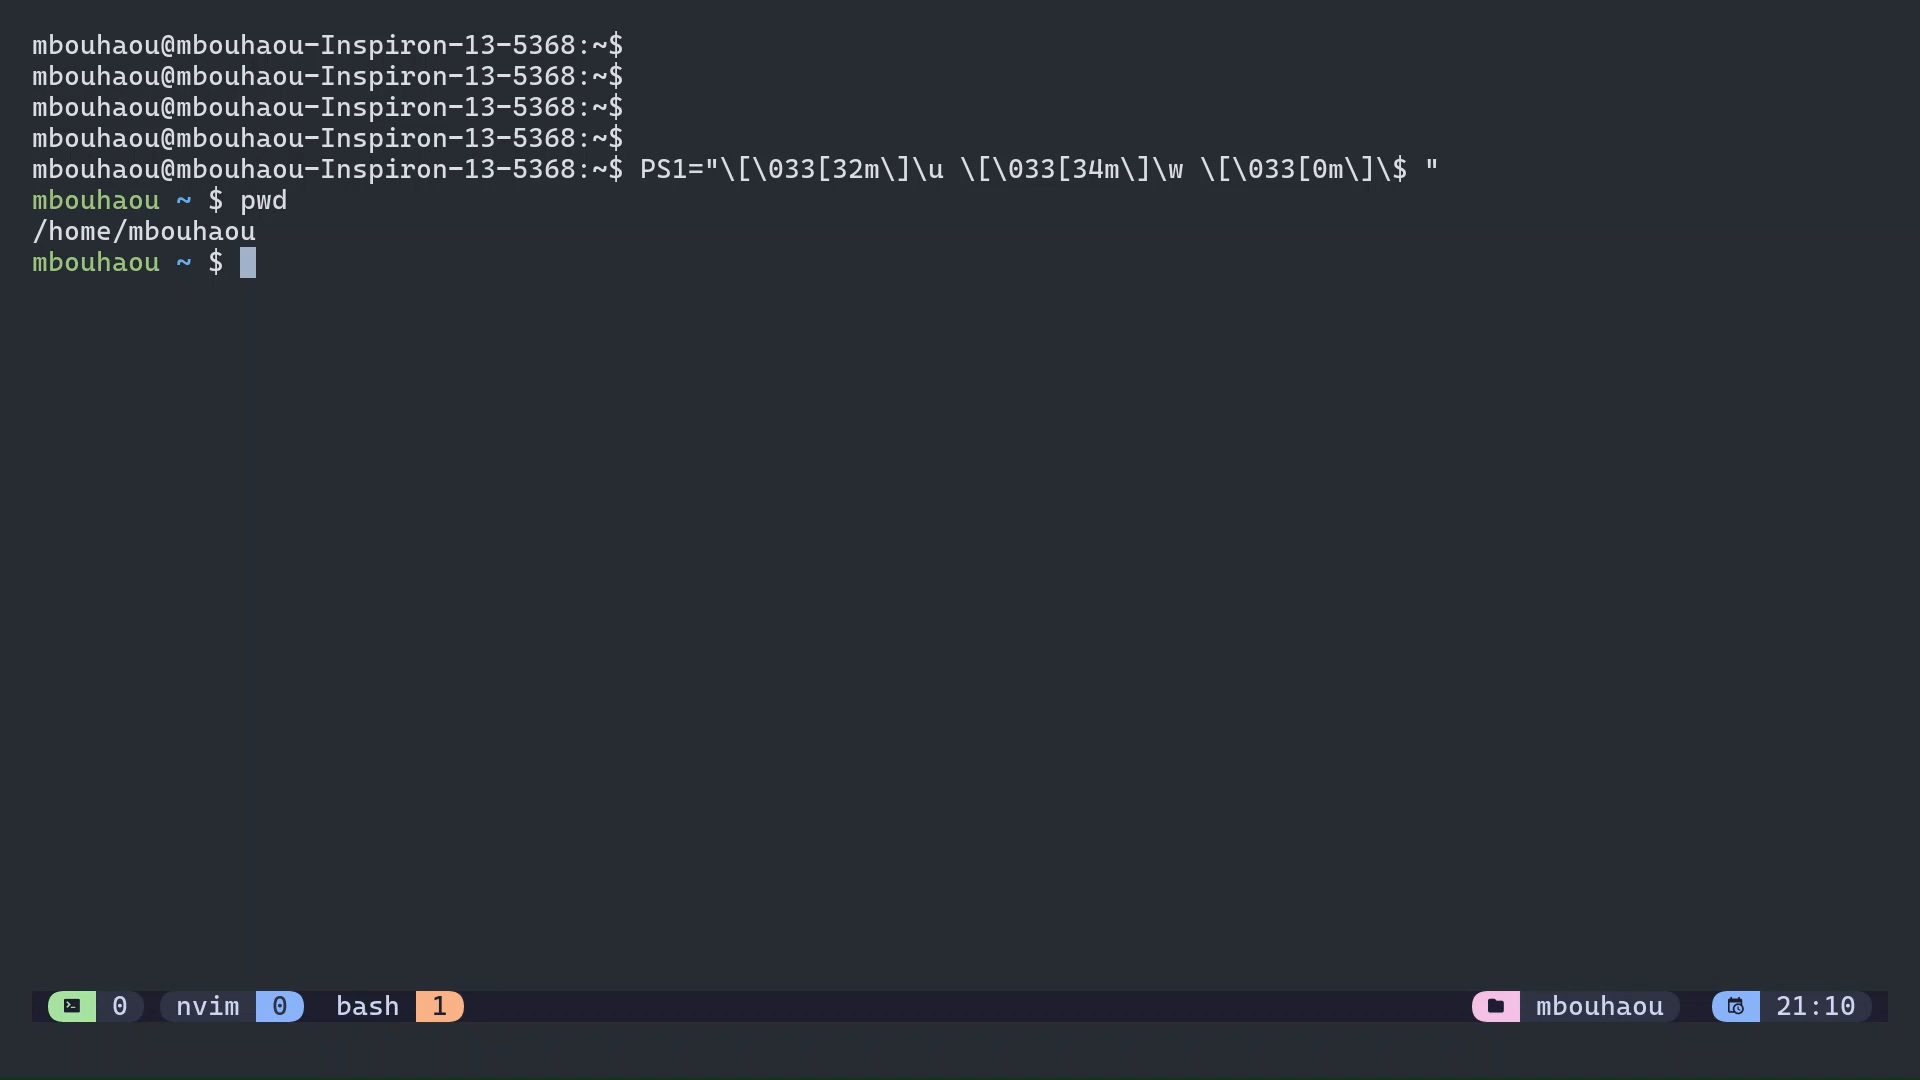 mbouhaou@mbouhaou-Inspiron-13-5368:~$
mbouhaou@mbouhaou-Inspiron-13-5368:~$
mbouhaou@mbouhaou-Inspiron-13-5368:~$
mbouhaou@mbouhaou-Inspiron-13-5368:~$
mbouhaou@mbouhaou-Inspiron-13-5368:~$ PS1="\[\033[32m\]\u \[\033[34m\]\w \[\033[0m\]\$ "
mbouhaou ~ $ pwd
/home/mbouhaou
mbouhaou ~ $
0 nvim 0 bash 1 mbouhaou 21:10